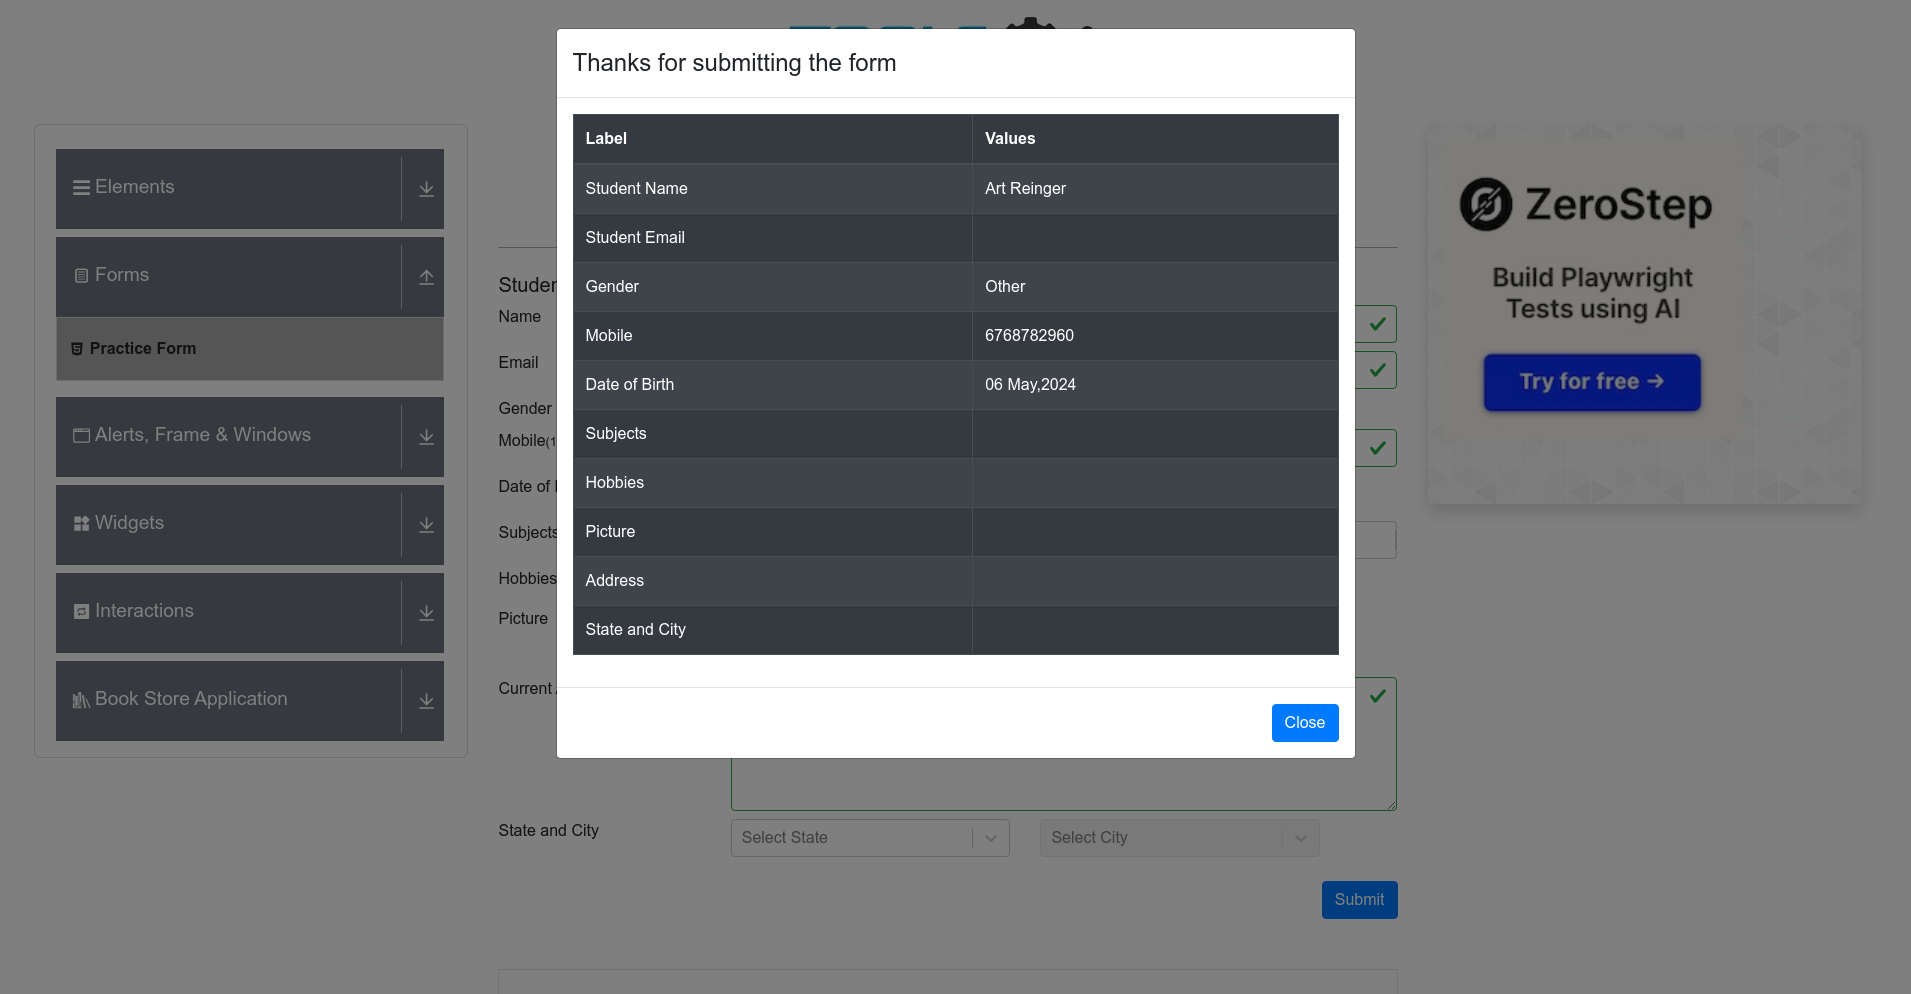 Thanks for submitting the form
Label Values
Student Name Art Reinger
Student Email
Gender Other
Mobile 6768782960
Date of Birth 06 May,2024
Subjects
Hobbies
Picture
Address
State and City
Close
Elements
Forms
Practice Form
Alerts, Frame & Windows
Widgets
Interactions
Book Store Application
Name
Email
Gender
Mobile(1
Date of
Subjects
Hobbies
Picture
Current
State and City
Select State
Select City
Submit
ZeroStep
Build Playwright
Tests using AI
Try for free →